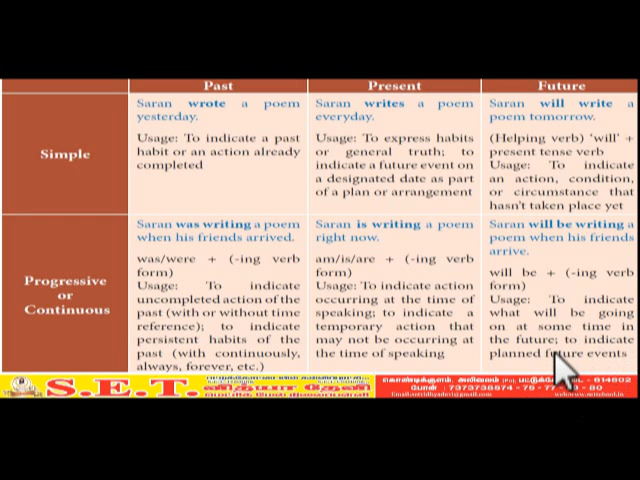 Past Present Future
Simple
Saran wrote a poem
yesterday.
Usage: To indicate a past
habit or an action already
completed
Saran writes a poem
everyday.
Usage: To express habits
or general truth; to
indicate a future event on
a designated date as part
of a plan or arrangement
Saran will write a
poem tomorrow.
(Helping verb) 'will' +
present tense verb
Usage: To indicate
an action, condition,
or circumstance that
hasn't taken place yet
Progressive
or
Continuous
Saran was writing a poem
when his friends arrived.
was/were + (-ing verb
form)
Usage: To indicate
uncompleted action of the
past (with or without time
reference); to indicate
persistent habits of the
past (with continuously,
always, forever, etc.)
Saran is writing a poem
right now.
am/is/are + (-ing verb
form)
Usage: To indicate action
occurring at the time of
speaking; to indicate a
temporary action that
may not be occurring at
the time of speaking
Saran will be writing a
poem when his friends
arrive.
will be + (-ing verb
form)
Usage: To indicate
what will be going
on at some time in
the future; to indicate
planned future events
S.E.T.
வித்யா தேவி
கொண்டிக்குளம், - 614602
போன் : 7373738874 - 75 - 77 - 80